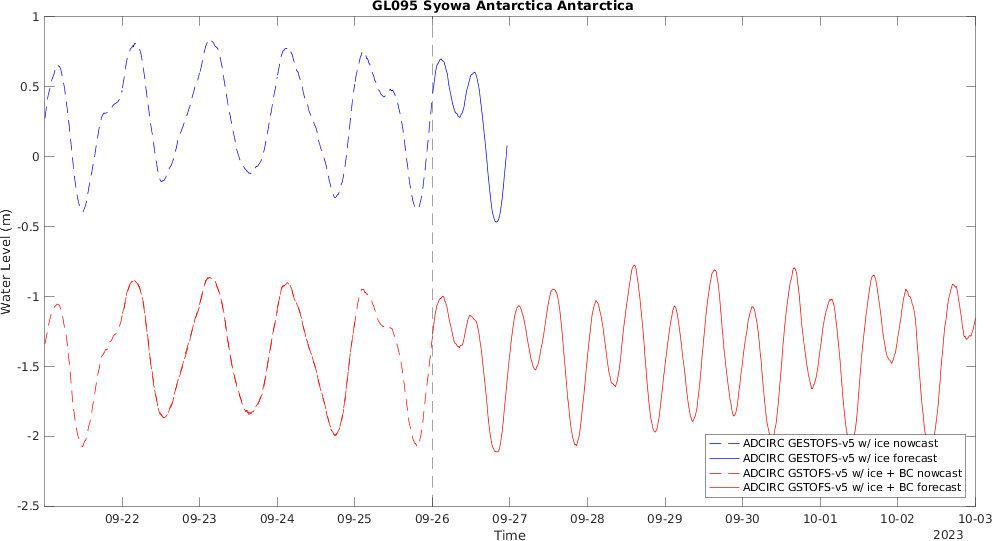 GL095 Syowa Antarctica Antarctica
1
0.5
0
-0.5
-1
-1.5
-2
-2.5
Water Level (m)
ADCIRC GESTOFS-v5 w/ ice nowcast
ADCIRC GESTOFS-v5 w/ ice forecast
ADCIRC GSTOFS-v5 w/ ice + BC nowcast
ADCIRC GSTOFS-v5 w/ ice + BC forecast
09-22 09-23 09-24 09-25 09-26 09-27 09-28 09-29 09-30 10-01 10-02 10-03
Time
2023